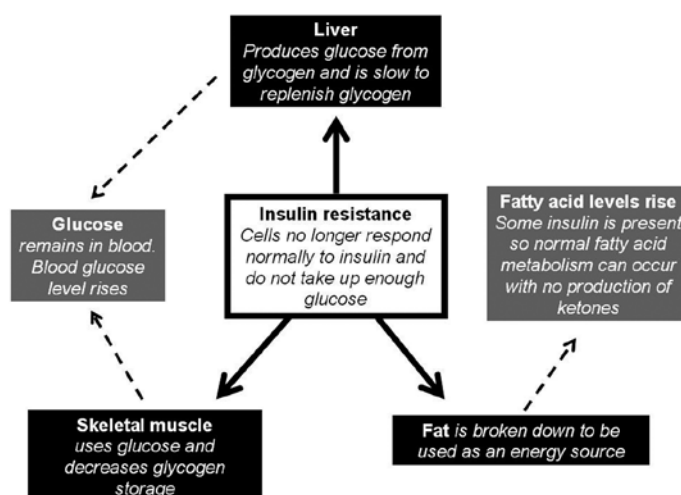 Liver
Produces glucose from
glycogen and is slow to
replenish glycogen
Glucose
remains in blood.
Blood glucose
level rises
Insulin resistance
Cells no longer respond
normally to insulin and
do not take up enough
glucose
Fatty acid levels rise
Some insulin is present
so normal fatty acid
metabolism can occur
with no production of
ketones
Skeletal muscle
uses glucose and
decreases glycogen
storage
Fat is broken down to be
used as an energy source